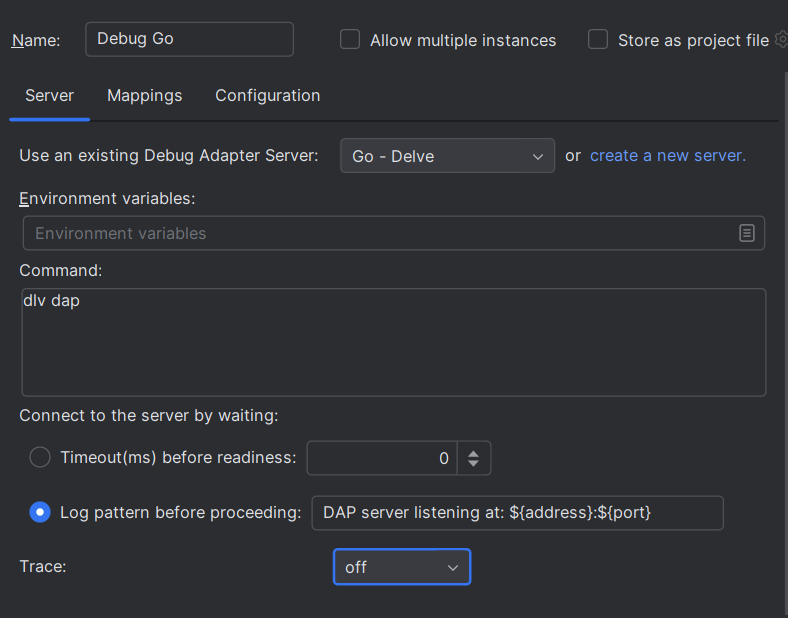 Name: Debug Go Allow multiple instances Store as project file
Server Mappings Configuration
Use an existing Debug Adapter Server: Go - Delve or create a new server.
Environment variables:
Environment variables
Command:
dlv dap
Connect to the server by waiting:
Timeout(ms) before readiness: 0
Log pattern before proceeding: DAP server listening at: ${address}:${port}
Trace: off